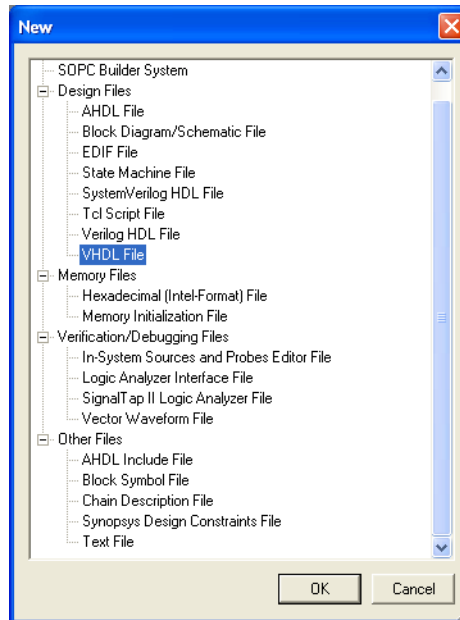 New
SOPC Builder System
Design Files
AHDL File
Block Diagram/Schematic File
EDIF File
State Machine File
SystemVerilog HDL File
Tcl Script File
Verilog HDL File
VHDL File
Memory Files
Hexadecimal (Intel-Format) File
Memory Initialization File
Verification/Debugging Files
In-System Sources and Probes Editor File
Logic Analyzer Interface File
SignalTap II Logic Analyzer File
Vector Waveform File
Other Files
AHDL Include File
Block Symbol File
Chain Description File
Synopsys Design Constraints File
Text File
OK Cancel